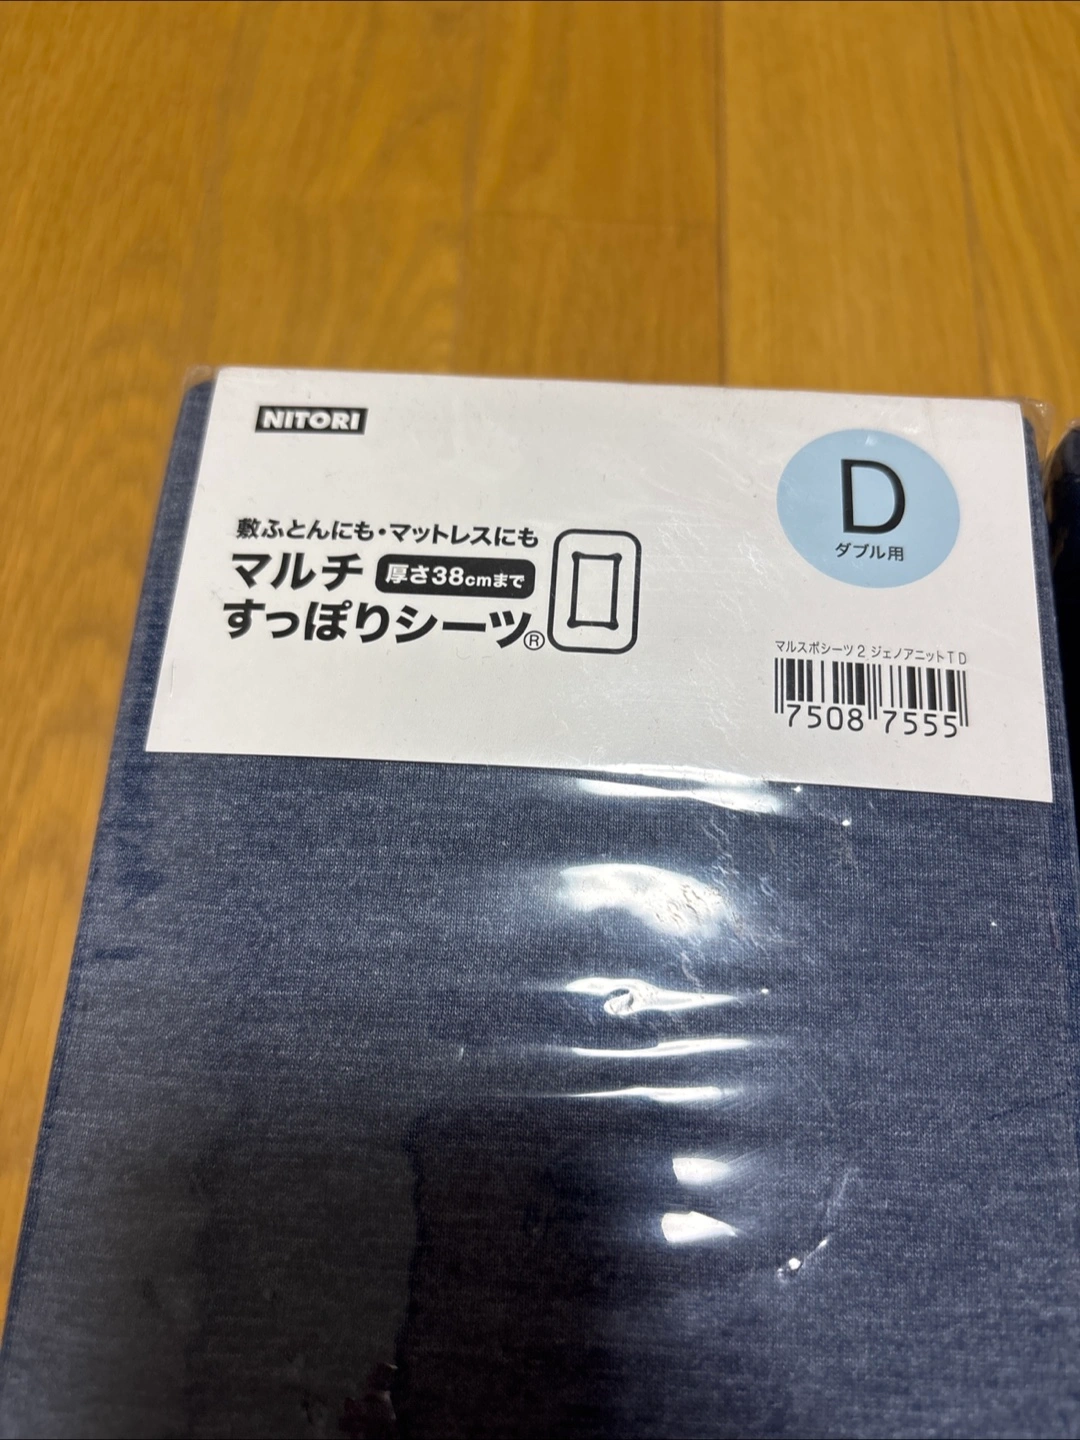 NITORI
敷ふとんにも・マットレスにも
マルチ 厚さ38cmまで
すっぽりシーツ®
D
ダブル用
マルスポシーツ2 ジェノアニットT D
7508 7555